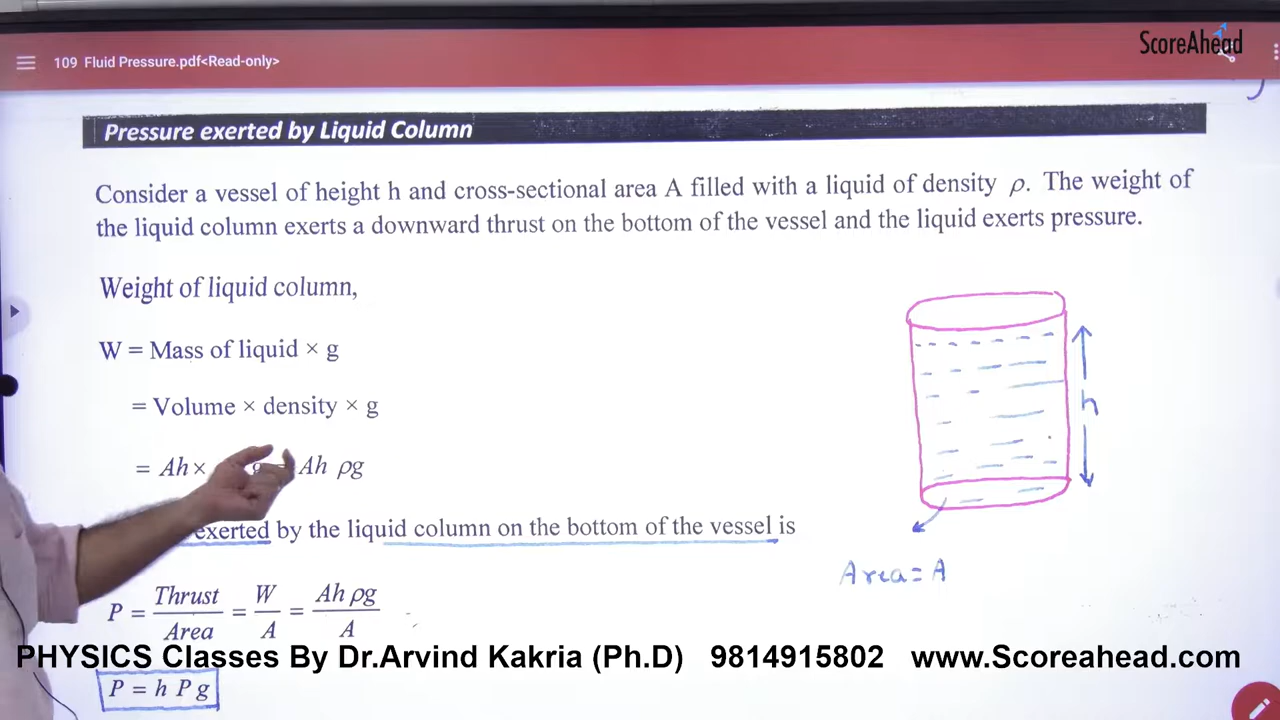 ScoreAhead
109 Fluid Pressure.pdf<Read-only>
Pressure exerted by Liquid Column
Consider a vessel of height h and cross-sectional area A filled with a liquid of density ρ. The weight of
the liquid column exerts a downward thrust on the bottom of the vessel and the liquid exerts pressure.
Weight of liquid column,
W = Mass of liquid × g
= Volume × density × g
= Ah× g = Ah ρg
h
exerted by the liquid column on the bottom of the vessel is
Area = A
P = Thrust / Area = W / A = Ah ρg / A
PHYSICS Classes By Dr.Arvind Kakria (Ph.D) 9814915802 www.Scoreahead.com
P = h P g